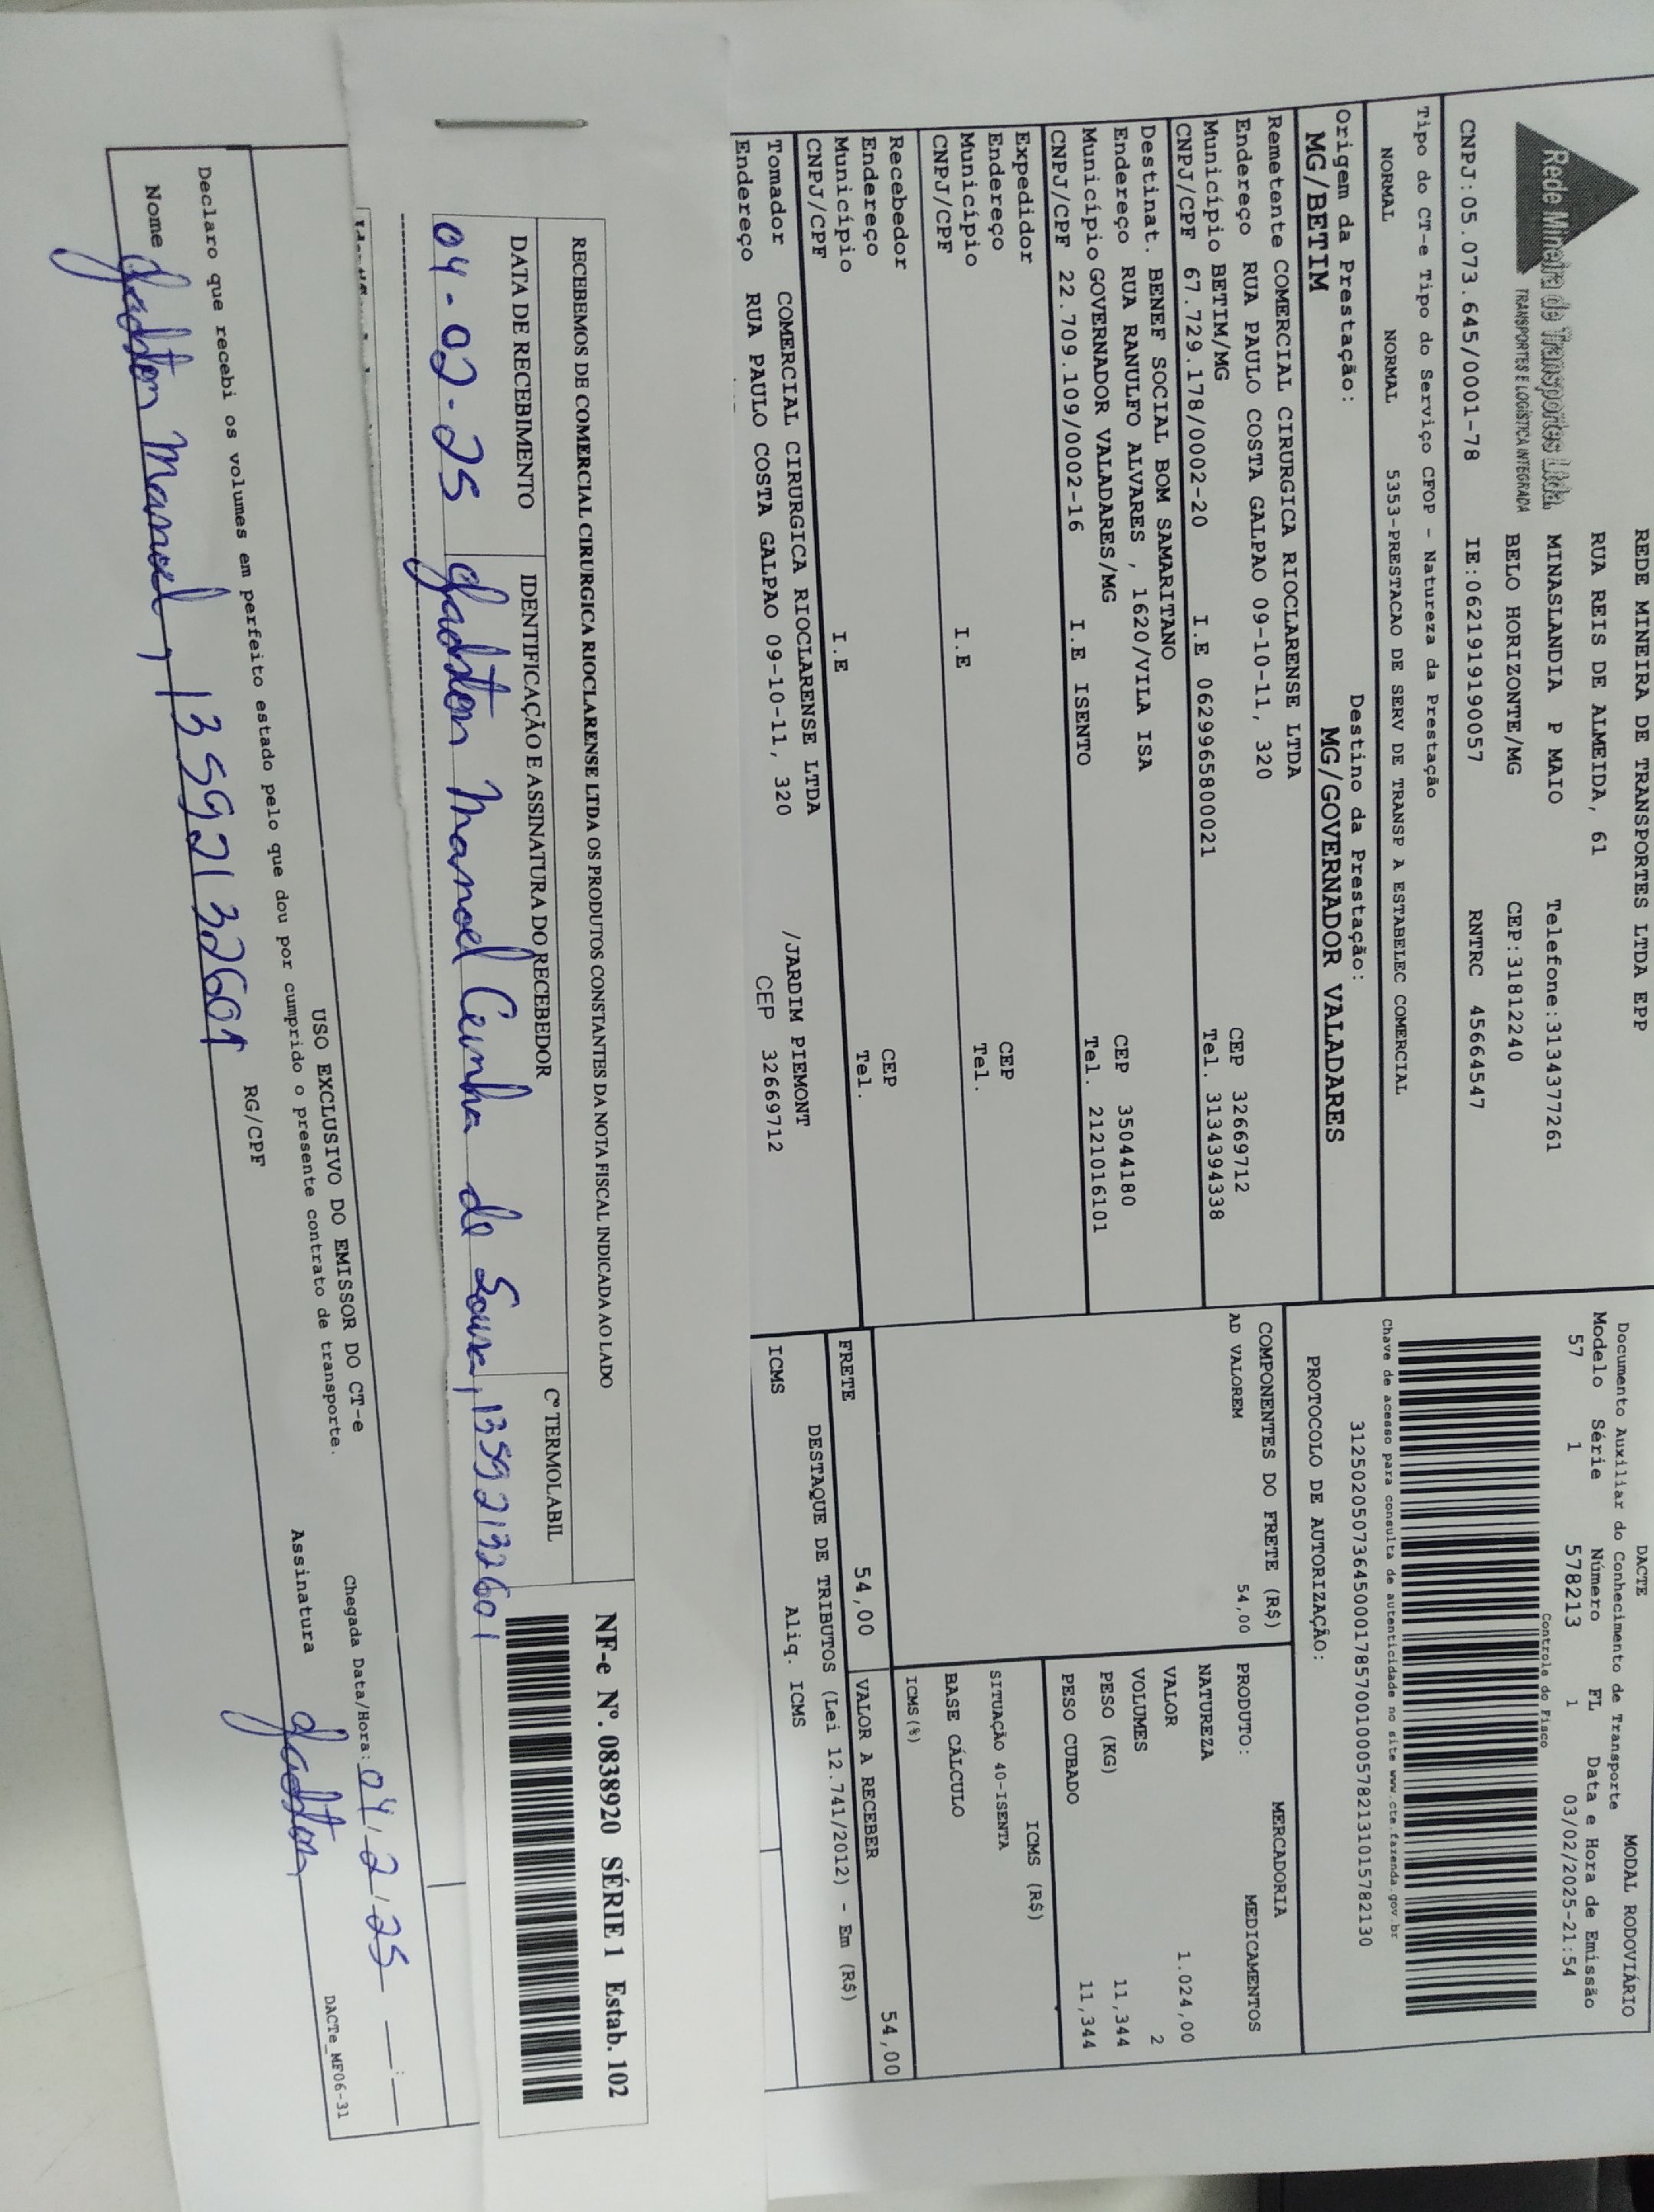 Rede Mineira de Transportes Ltda.
TRANSPORTES E LOGÍSTICA INTEGRADA
REDE MINEIRA DE TRANSPORTES LTDA EPP
RUA REIS DE ALMEIDA, 61
MINASLANDIA P MAIO Telefone:3134377261
BELO HORIZONTE/MG CEP:31812240
CNPJ:05.073.645/0001-78 IE:0621919190057 RNTRC 45664547
DACTE MODAL RODOVIÁRIO
Documento Auxiliar do Conhecimento de Transporte
Modelo Série Número FL Data e Hora de Emissão
57 1 578213 1 03/02/2025-21:54
Controle do Fisco
Chave de acesso para consulta de autenticidade no site www.cte.fazenda.gov.br
31250205073645000178570010005782131015782130
PROTOCOLO DE AUTORIZAÇÃO:
Tipo do CT-e Tipo do Serviço CFOP - Natureza da Prestação
NORMAL NORMAL 5353-PRESTACAO DE SERV DE TRANSP A ESTABELEC COMERCIAL
Origem da Prestação: Destino da Prestação:
MG/BETIM MG/GOVERNADOR VALADARES
Remetente COMERCIAL CIRURGICA RIOCLARENSE LTDA
Endereço RUA PAULO COSTA GALPAO 09-10-11, 320
Município BETIM/MG CEP 32669712
CNPJ/CPF 67.729.178/0002-20 I.E 0629965800021 Tel. 3134394338
Destinat. BENEF SOCIAL BOM SAMARITANO
Endereço RUA RANULFO ALVARES , 1620/VILA ISA
Município GOVERNADOR VALADARES/MG CEP 35044180
CNPJ/CPF 22.709.109/0002-16 I.E ISENTO Tel. 2121016101
Expedidor
Endereço
Município CEP
CNPJ/CPF I.E Tel.
Recebedor
Endereço
Município CEP
CNPJ/CPF I.E Tel.
Tomador COMERCIAL CIRURGICA RIOCLARENSE LTDA /JARDIM PIEMONT
Endereço RUA PAULO COSTA GALPAO 09-10-11, 320 CEP 32669712
COMPONENTES DO FRETE (R$)
AD VALOREM 54,00
MERCADORIA
PRODUTO: MEDICAMENTOS
NATUREZA
VALOR 1.024,00
VOLUMES 2
PESO (KG) 11,344
PESO CUBADO 11,344
ICMS (R$)
SITUAÇÃO 40-ISENTA
BASE CÁLCULO
ICMS(%)
FRETE 54,00 VALOR A RECEBER 54,00
DESTAQUE DE TRIBUTOS (Lei 12.741/2012) - Em (R$)
ICMS Aliq. ICMS
RECEBEMOS DE COMERCIAL CIRURGICA RIOCLARENSE LTDA OS PRODUTOS CONSTANTES DA NOTA FISCAL INDICADA AO LADO
DATA DE RECEBIMENTO IDENTIFICAÇÃO E ASSINATURA DO RECEBEDOR Cº TERMOLABIL
04-02-25 Gladston Manoel Cunha de Sousa, 13592132601
NF-e Nº. 0838920 SÉRIE 1 Estab. 102
USO EXCLUSIVO DO EMISSOR DO CT-e
Declaro que recebi os volumes em perfeito estado pelo que dou por cumprido o presente contrato de transporte.
Chegada Data/Hora: 04/2/25 __:__
Nome Gladston Manoel, 13592132601 RG/CPF Assinatura Gladston
DACTe_MF06-31